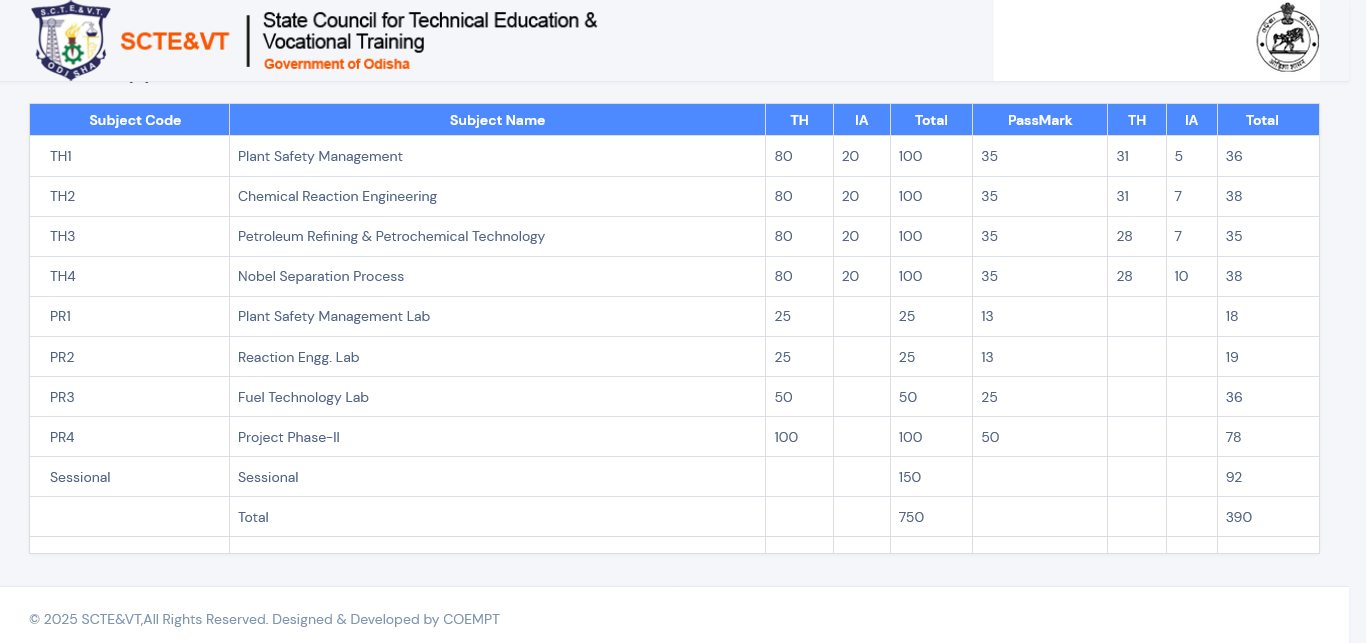 S.C.T.E.&V.T.
ODISHA
SCTE&VT
State Council for Technical Education &
Vocational Training
Government of Odisha
Subject Code Subject Name TH IA Total PassMark TH IA Total
TH1 Plant Safety Management 80 20 100 35 31 5 36
TH2 Chemical Reaction Engineering 80 20 100 35 31 7 38
TH3 Petroleum Refining & Petrochemical Technology 80 20 100 35 28 7 35
TH4 Nobel Separation Process 80 20 100 35 28 10 38
PR1 Plant Safety Management Lab 25 25 13 18
PR2 Reaction Engg. Lab 25 25 13 19
PR3 Fuel Technology Lab 50 50 25 36
PR4 Project Phase-II 100 100 50 78
Sessional Sessional 150 92
Total 750 390
© 2025 SCTE&VT,All Rights Reserved. Designed & Developed by COEMPT